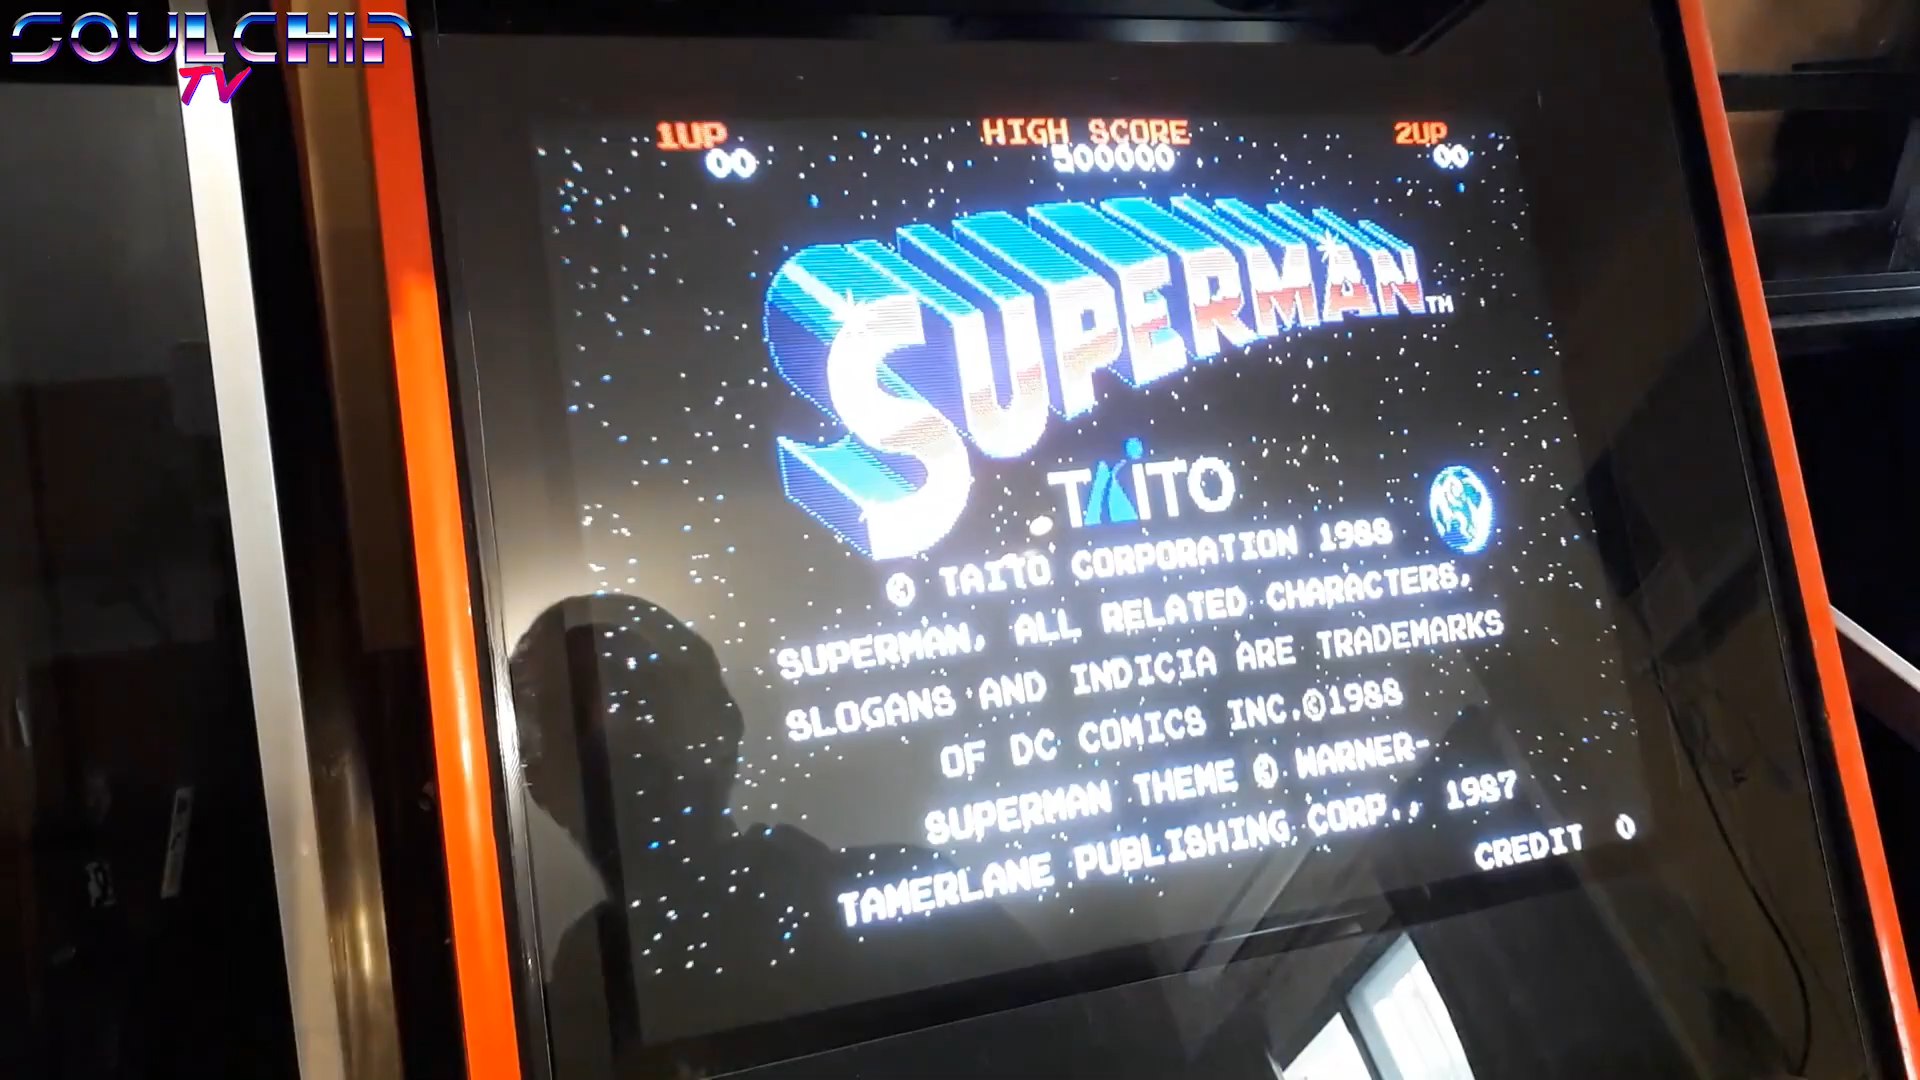 SOULCHIP
TV
1UP HIGH SCORE 2UP
00 500000 00
SUPERMAN TM
TAITO
© TAITO CORPORATION 1988
SUPERMAN, ALL RELATED CHARACTERS,
SLOGANS AND INDICIA ARE TRADEMARKS
OF DC COMICS INC.©1988
SUPERMAN THEME © WARNER-
TAMERLANE PUBLISHING CORP., 1987
CREDIT 0